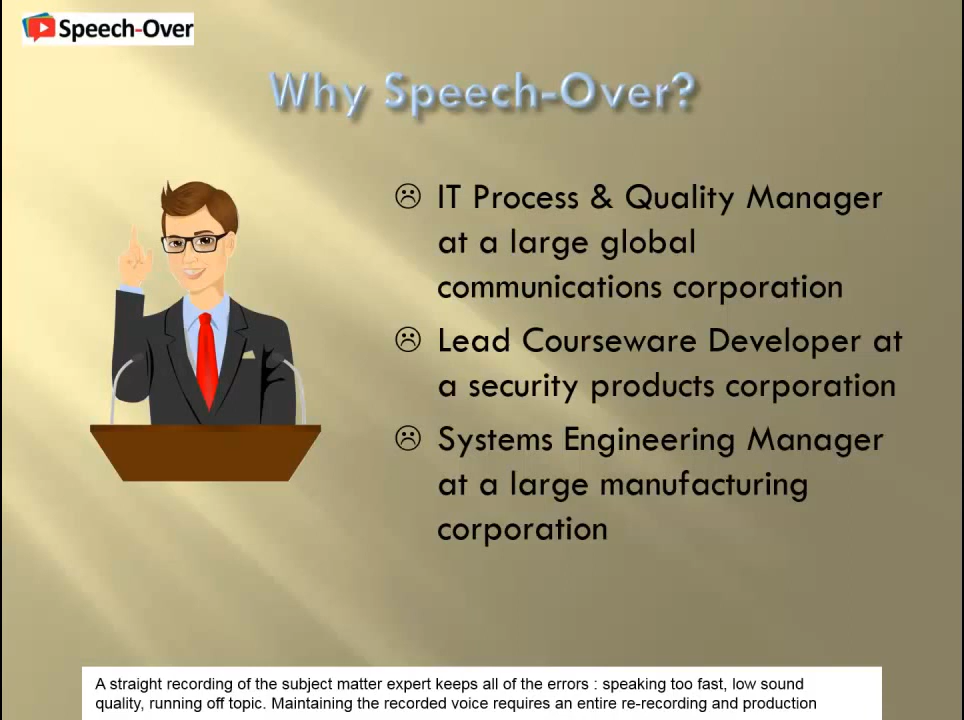 Speech-Over
Why Speech-Over?
IT Process & Quality Manager
at a large global
communications corporation
Lead Courseware Developer at
a security products corporation
Systems Engineering Manager
at a large manufacturing
corporation
A straight recording of the subject matter expert keeps all of the errors : speaking too fast, low sound
quality, running off topic. Maintaining the recorded voice requires an entire re-recording and production